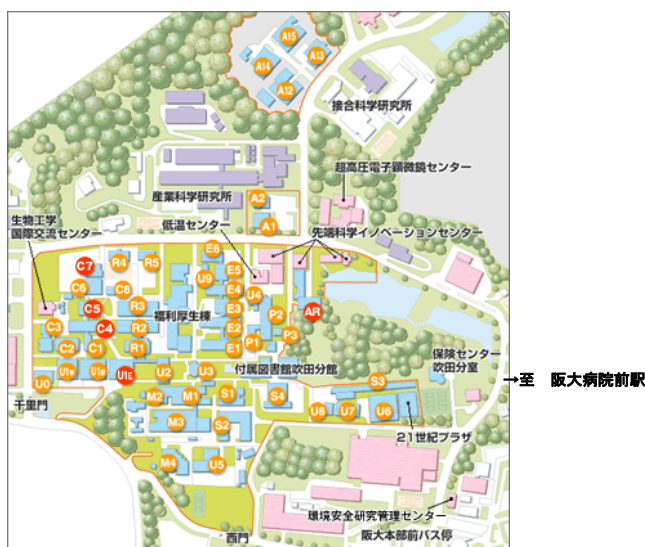 A15
A14
A13
A12
接合科学研究所
超高圧電子顕微鏡センター
産業科学研究所
A2
A1
生物工学
国際交流センター
低温センター
先端科学イノベーションセンター
C7
R4
R5
E6
C6
C8
U9
E5
E4
U4
C5
R3
福利厚生棟
E3
P2
AR
C3
C4
R2
E2
P3
C2
C1
R1
E1
P1
保険センター
吹田分室
付属図書館吹田分館
U0
U1W
U1M
U1E
U2
U3
S3
→至 阪大病院前駅
千里門
M2
M1
S1
S4
U8
U7
U6
M3
S2
21世紀プラザ
M4
U5
環境安全研究管理センター
西門
阪大本部前バス停